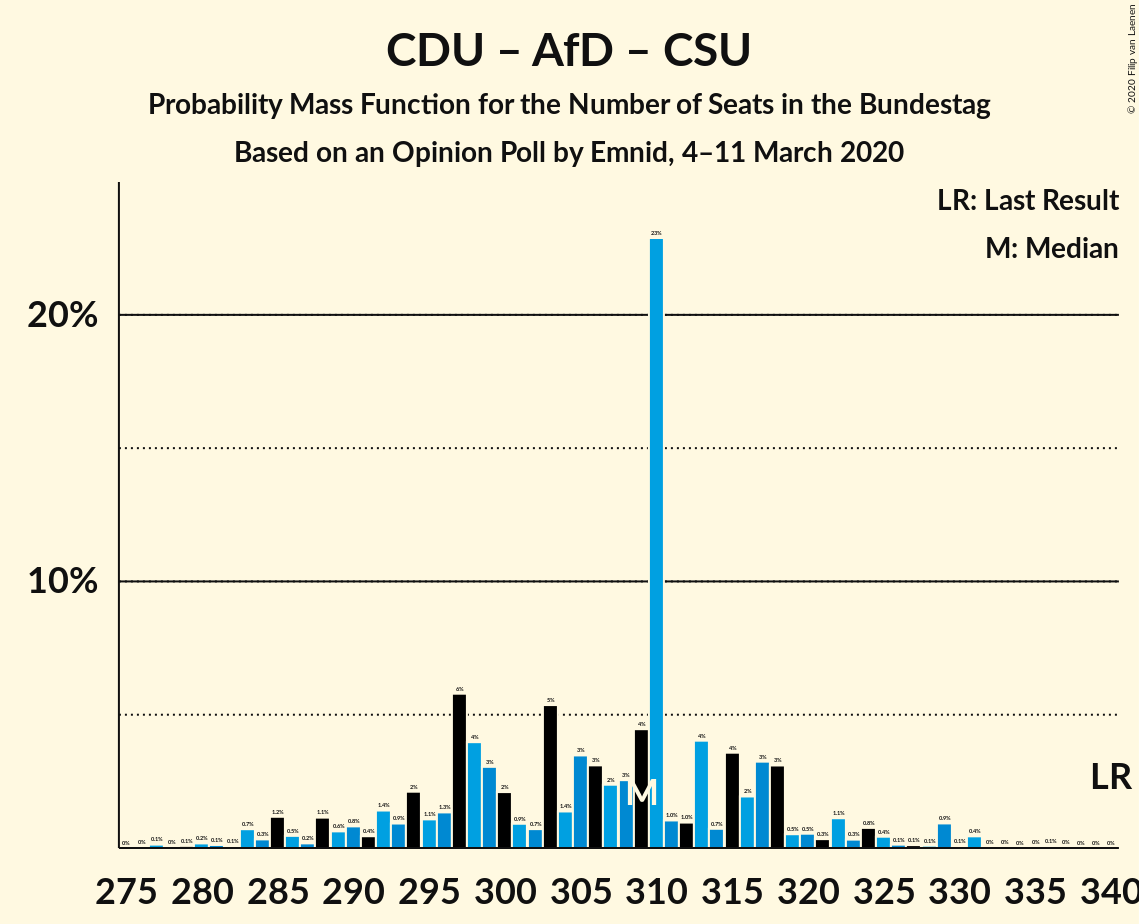 CDU – AfD – CSU
Probability Mass Function for the Number of Seats in the Bundestag
Based on an Opinion Poll by Emnid, 4–11 March 2020
© 2020 Filip van Laenen
LR: Last Result
M: Median
20%
10%
0% 0% 0.1% 0% 0.1% 0.2% 0.1% 0.1% 0.7% 0.3% 1.2% 0.5% 0.2% 1.1% 0.6% 0.8% 0.4% 1.4% 0.9% 2% 1.1% 1.3% 6% 4% 3% 2% 0.9% 0.7% 5% 1.4% 3% 3% 2% 3% 4% 23% 1.0% 1.0% 4% 0.7% 4% 2% 3% 3% 0.5% 0.5% 0.3% 1.1% 0.3% 0.8% 0.4% 0.1% 0.1% 0.1% 0.9% 0.1% 0.4% 0% 0% 0% 0% 0.1% 0% 0% 0% 0%
M
LR
275 280 285 290 295 300 305 310 315 320 325 330 335 340